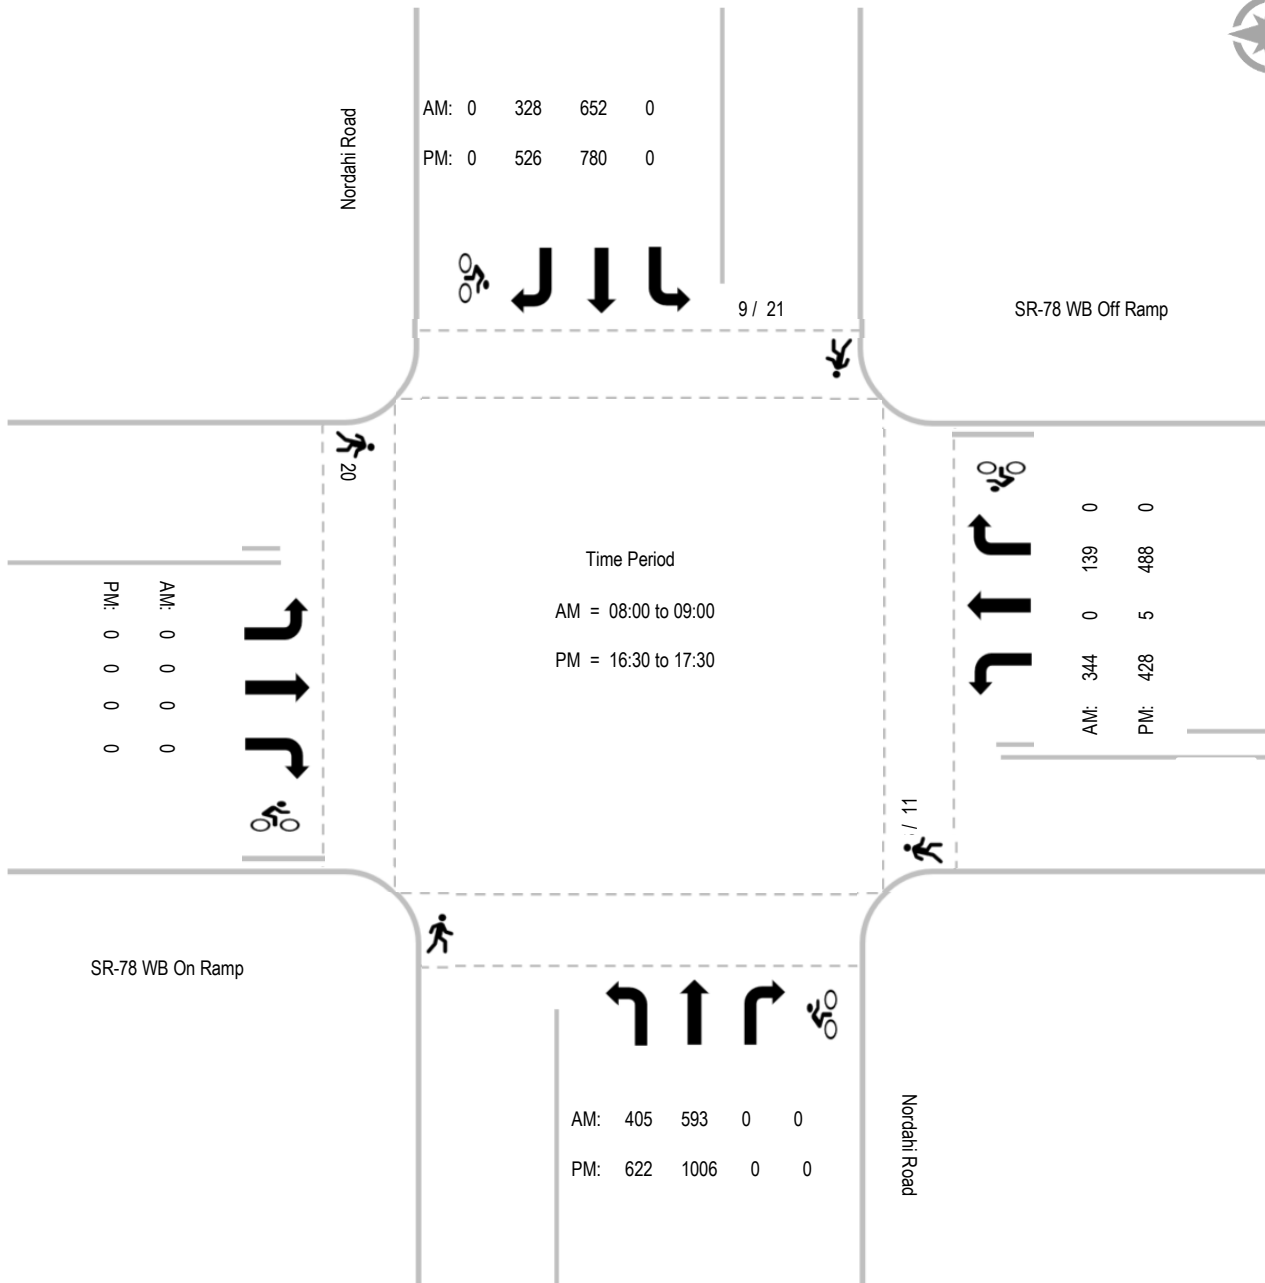 AM: 0 328 652 0
PM: 0 526 780 0
Nordahi Road
9 / 21
SR-78 WB Off Ramp
20
Time Period
AM = 08:00 to 09:00
PM = 16:30 to 17:30
AM: 0 0 0 0
PM: 0 0 0 0
AM: 344 0 139 0
PM: 428 5 488 0
/ 11
SR-78 WB On Ramp
AM: 405 593 0 0
PM: 622 1006 0 0
Nordahi Road